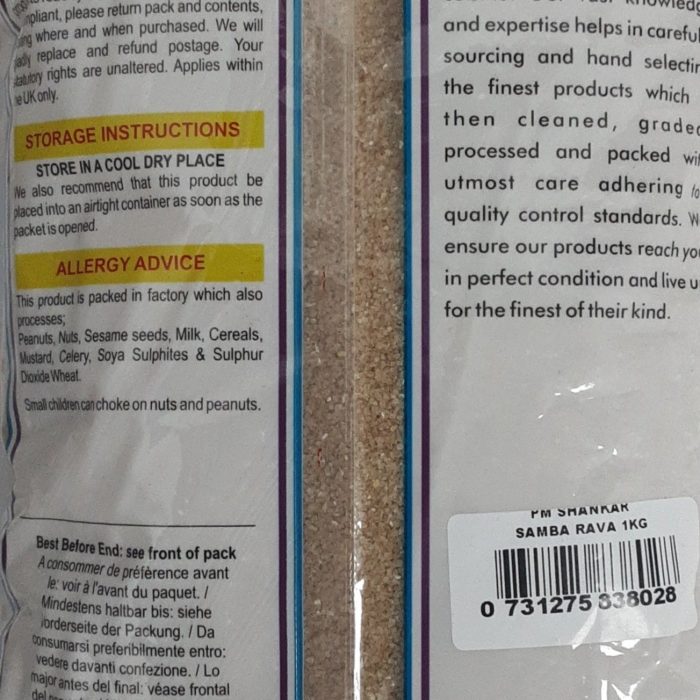 pliant, please return pack and contents,
where and when purchased. We will
replace and refund postage. Your
statutory rights are unaltered. Applies within
the UK only.
STORAGE INSTRUCTIONS
STORE IN A COOL DRY PLACE
We also recommend that this product be
placed into an airtight container as soon as the
packet is opened.
ALLERGY ADVICE
This product is packed in factory which also
processes;
Peanuts, Nuts, Sesame seeds, Milk, Cereals,
Mustard, Celery, Soya Sulphites & Sulphur
Dioxide Wheat.
Small children can choke on nuts and peanuts.
Best Before End: see front of pack
A consommer de préférence avant
le: voir à l'avant du paquet. /
Mindestens haltbar bis: siehe
Vorderseite der Packung. / Da
consumarsi preferibilmente entro:
vedere davanti confezione. / Lo
major antes del final: véase frontal
del
and expertise helps in careful
sourcing and hand selectin
the finest products which
then cleaned, graded
processed and packed wit
utmost care adhering
quality control standards. W
ensure our products reach you
in perfect condition and live u
for the finest of their kind.
PM SHANKAR
SAMBA RAVA 1KG
0 731275 838028